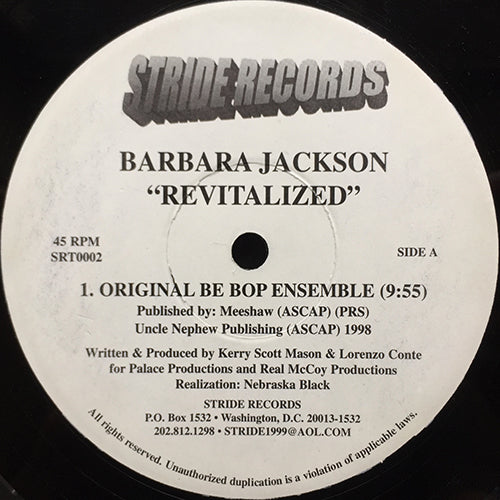 STRIDE RECORDS
BARBARA JACKSON
"REVITALIZED"
45 RPM
SRT0002
SIDE A
1. ORIGINAL BE BOP ENSEMBLE (9:55)
Published by: Meeshaw (ASCAP) (PRS)
Uncle Nephew Publishing (ASCAP) 1998
Written & Produced by Kerry Scott Mason & Lorenzo Conte
for Palace Productions and Real McCoy Productions
Realization: Nebraska Black
STRIDE RECORDS
P.O. Box 1532 • Washington, D.C. 20013-1532
202.812.1298 • STRIDE1999@AOL.COM
All rights reserved. Unauthorized duplication is a violation of applicable laws.